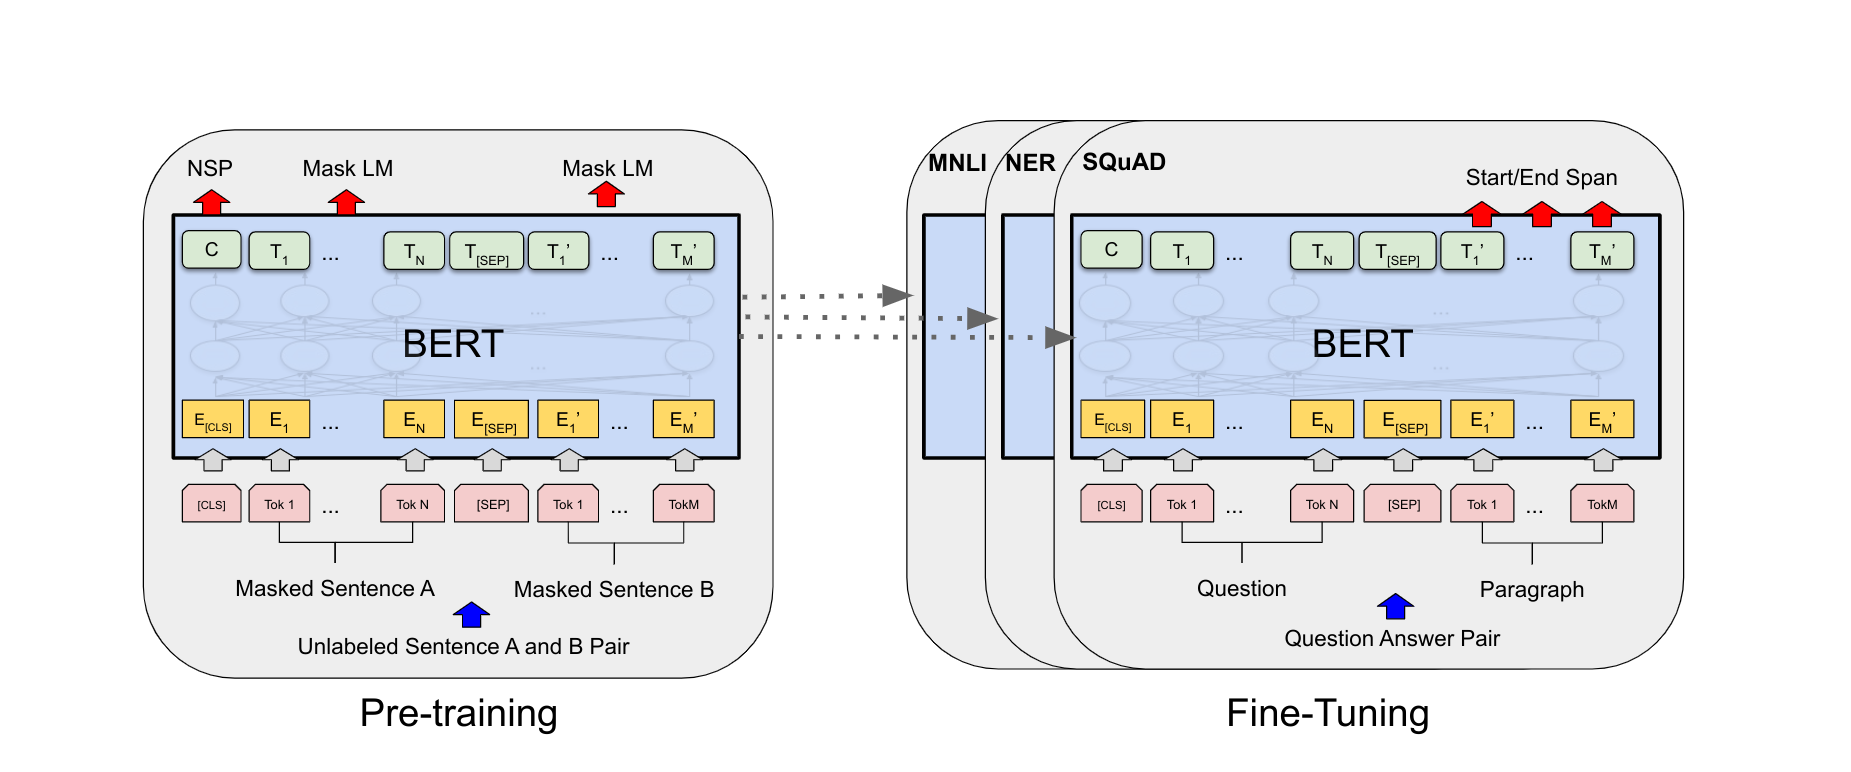 NSP Mask LM Mask LM
C T1 ... TN T[SEP] T1’ ... TM’
...
BERT
...
E[CLS] E1 ... EN E[SEP] E1’ ... EM’
[CLS] Tok 1 ... Tok N [SEP] Tok 1 ... TokM
Masked Sentence A Masked Sentence B
Unlabeled Sentence A and B Pair
Pre-training
MNLI NER SQuAD
Start/End Span
C T1 ... TN T[SEP] T1’ ... TM’
...
BERT
...
E[CLS] E1 ... EN E[SEP] E1’ ... EM’
[CLS] Tok 1 ... Tok N [SEP] Tok 1 ... TokM
Question Paragraph
Question Answer Pair
Fine-Tuning